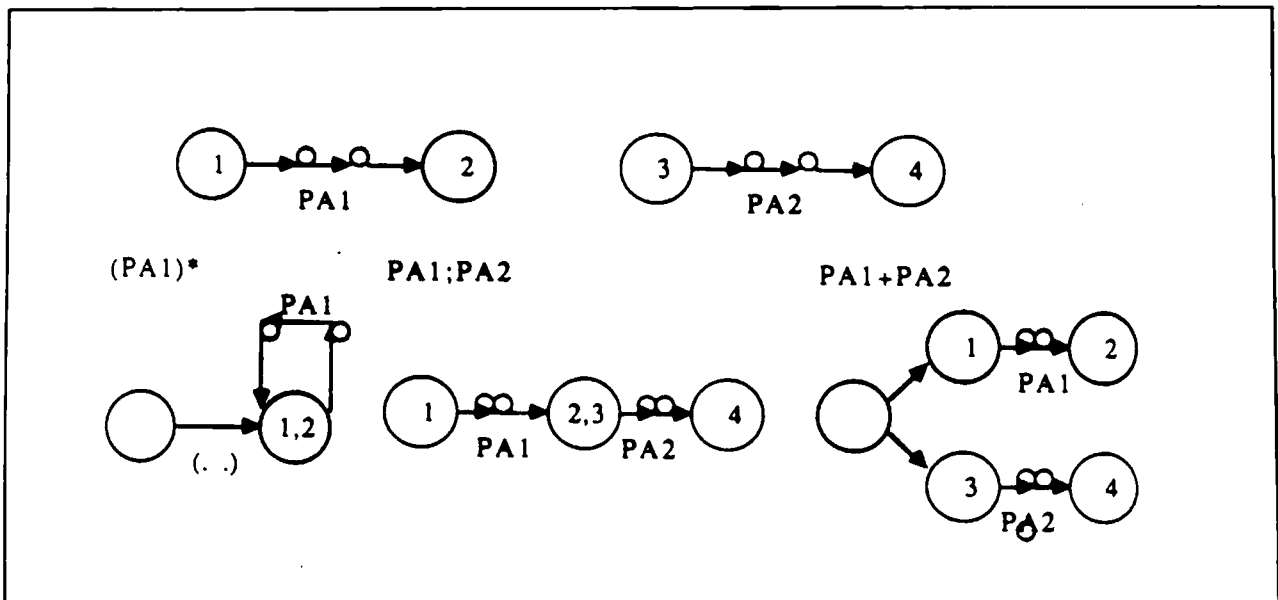 1 2 3 4
PA1 PA2
(PA1)* PA1;PA2 PA1+PA2
PA1
1 2
PA1
1,2 1 2,3 4
(. .) PA1 PA2
3 4
PA2